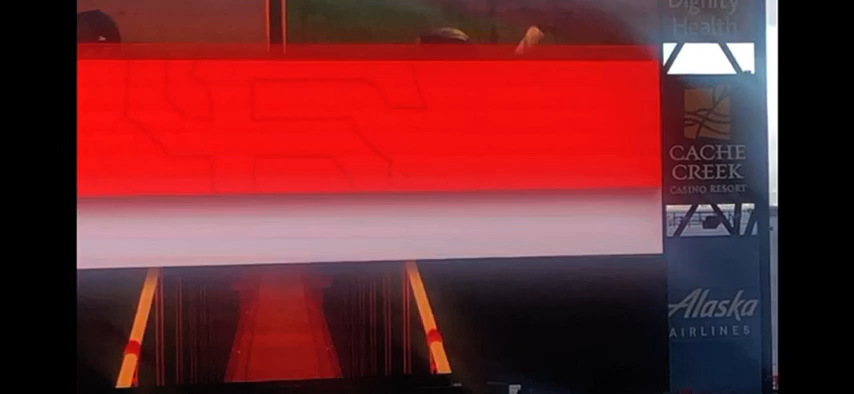 Dignity
Health
CACHE
CREEK
CASINO RESORT
Alaska
AIRLINES